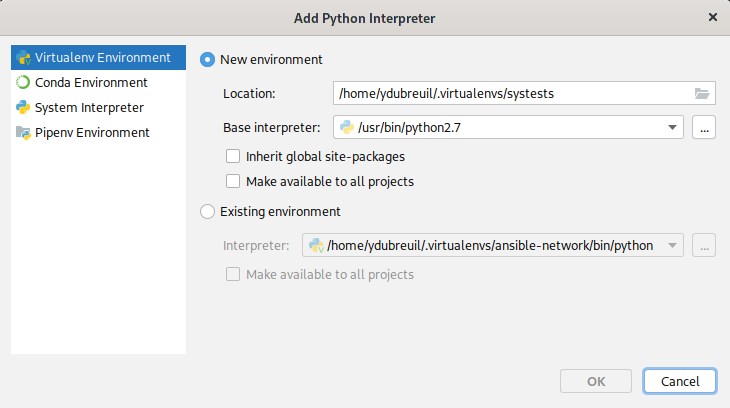 Add Python Interpreter
Virtualenv Environment
Conda Environment
System Interpreter
Pipenv Environment
New environment
Location: /home/ydubreuil/.virtualenvs/systests
Base interpreter: /usr/bin/python2.7 ...
Inherit global site-packages
Make available to all projects
Existing environment
Interpreter: /home/ydubreuil/.virtualenvs/ansible-network/bin/python ...
Make available to all projects
OK Cancel